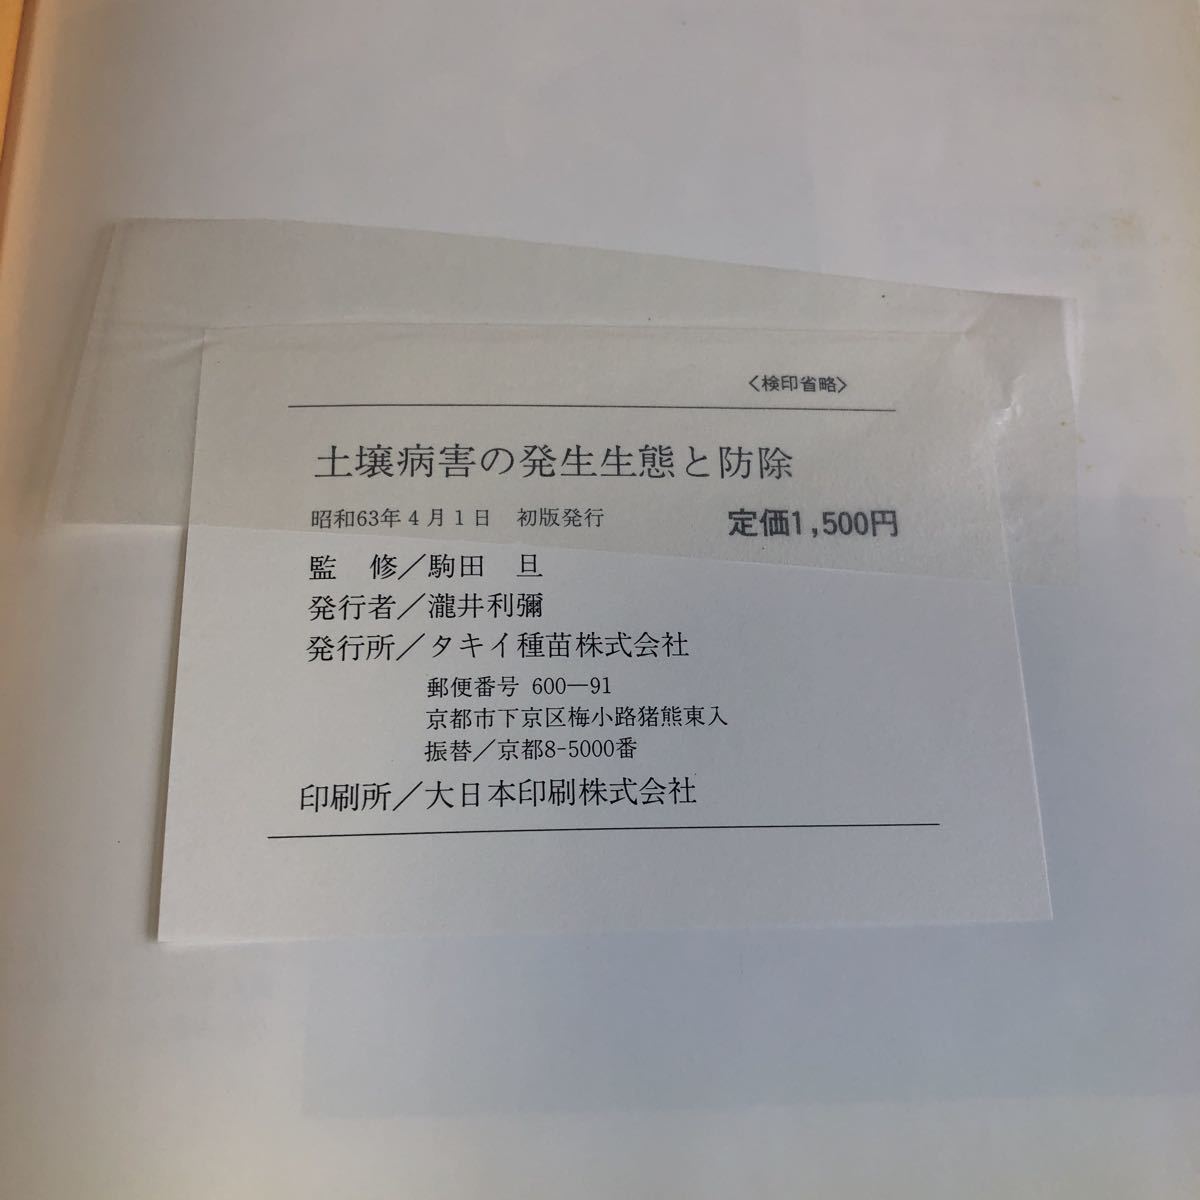 〈検印省略〉
土壌病害の発生生態と防除
昭和63年4月1日　初版発行　定価1,500円
監　修／駒田　旦
発行者／瀧井利彌
発行所／タキイ種苗株式会社
郵便番号 600―91
京都市下京区梅小路猪熊東入
振替／京都8-5000番
印刷所／大日本印刷株式会社